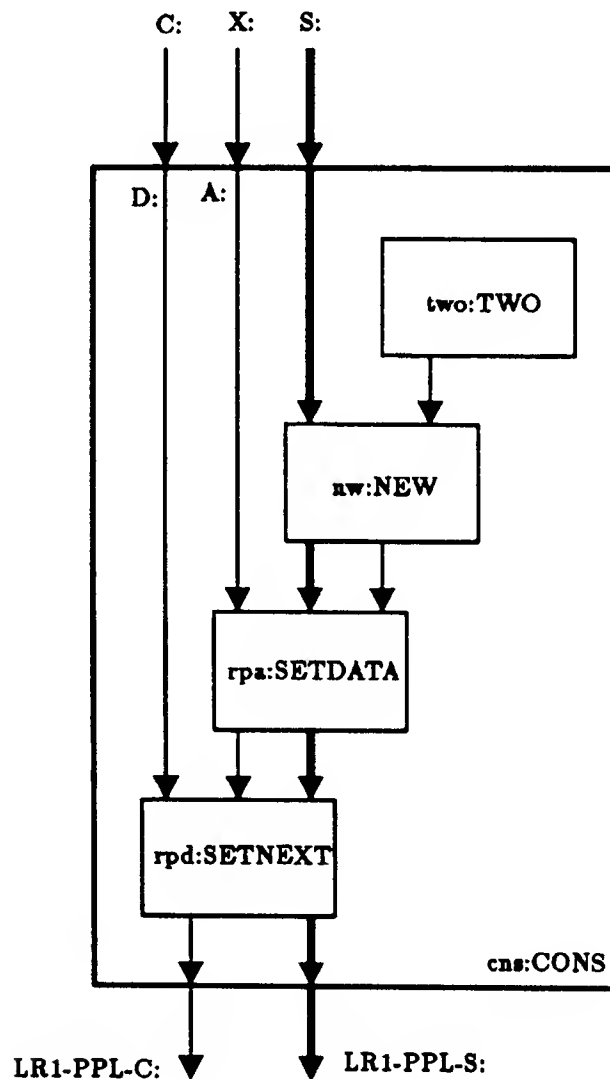 C: X: S:
D: A:
two:TWO
nw:NEW
rpa:SETDATA
rpd:SETNEXT
cns:CONS
LR1-PPL-C: LR1-PPL-S: